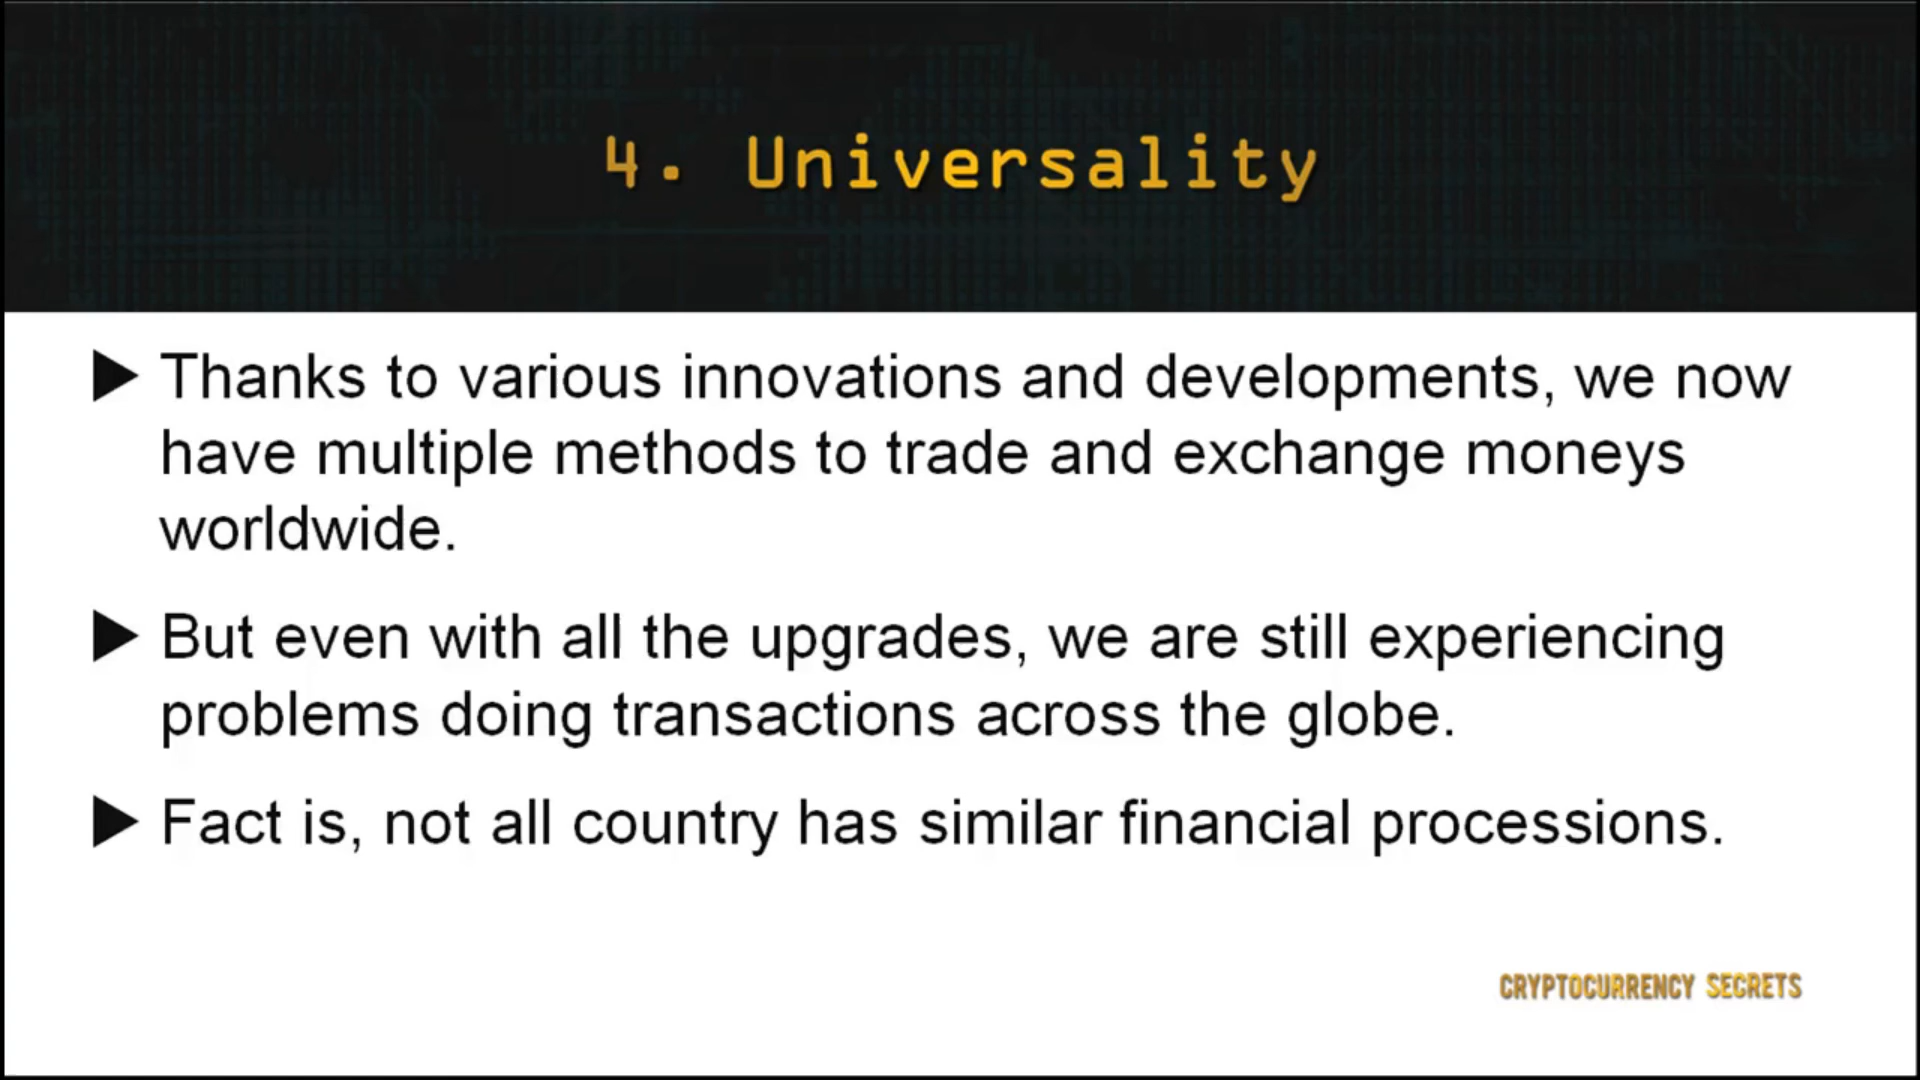 4. Universality
▶ Thanks to various innovations and developments, we now
have multiple methods to trade and exchange moneys
worldwide.
▶ But even with all the upgrades, we are still experiencing
problems doing transactions across the globe.
▶ Fact is, not all country has similar financial processions.
CRYPTOCURRENCY SECRETS